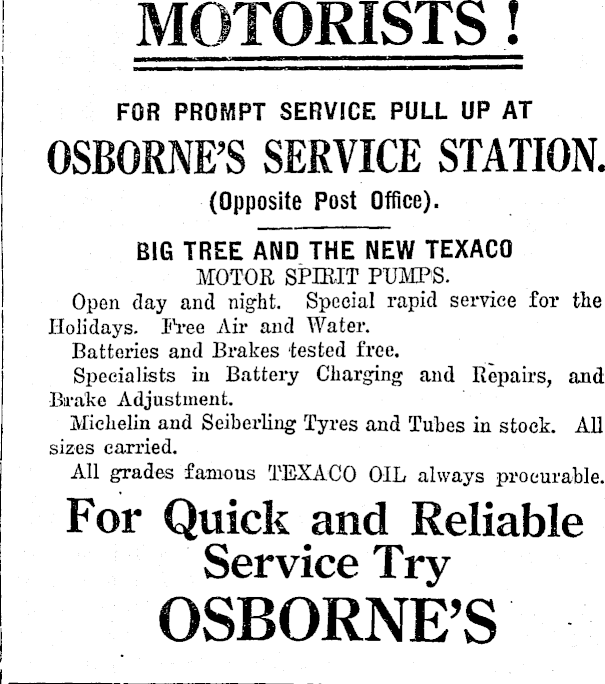 MOTORISTS!
FOR PROMPT SERVICE PULL UP AT
OSBORNE'S SERVICE STATION.
(Opposite Post Office).
BIG TREE AND THE NEW TEXACO
MOTOR SPIRIT PUMPS.
Open day and night. Special rapid service for the
Holidays. Free Air and Water.
Batteries and Brakes tested free.
Specialists in Battery Charging and Repairs, and
Brake Adjustment.
Michelin and Seiberling Tyres and Tubes in stock. All
sizes carried.
All grades famous TEXACO OIL always procurable.
For Quick and Reliable
Service Try
OSBORNE'S